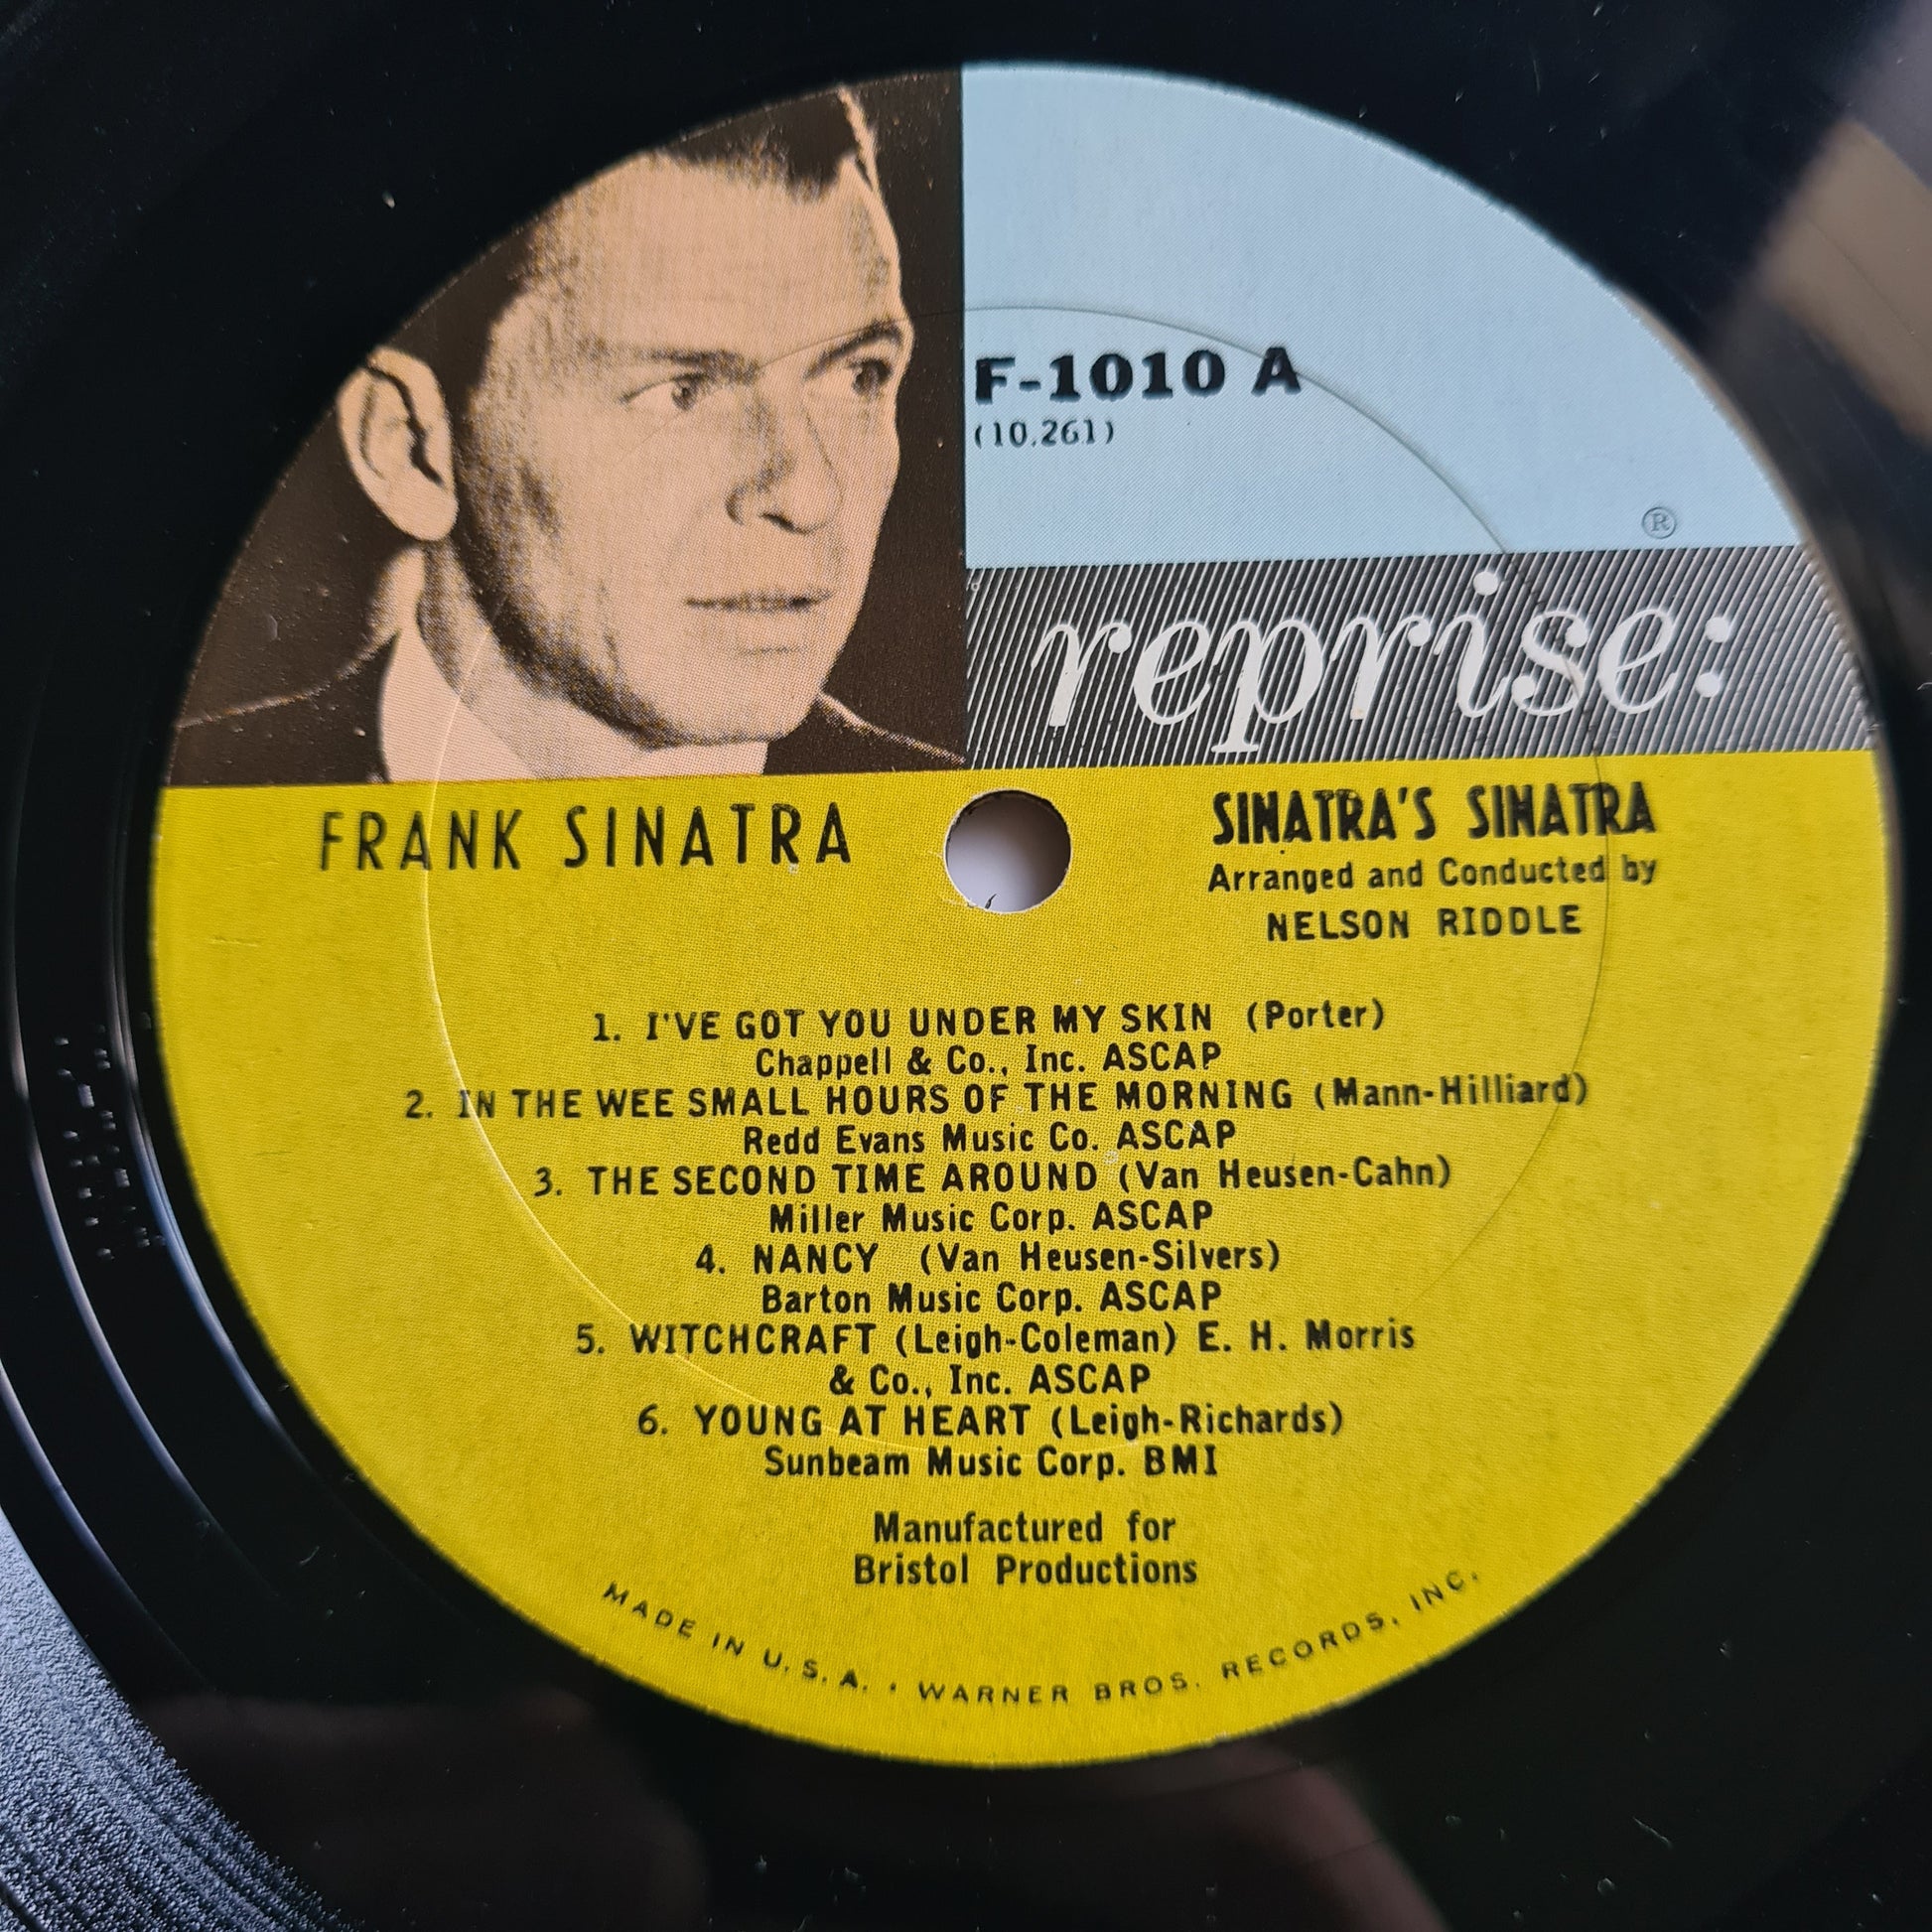 F-1010 A
(10,261)
®
reprise:
FRANK SINATRA
SINATRA'S SINATRA
Arranged and Conducted by
NELSON RIDDLE
1. I'VE GOT YOU UNDER MY SKIN (Porter)
Chappell & Co., Inc. ASCAP
2. IN THE WEE SMALL HOURS OF THE MORNING (Mann-Hilliard)
Redd Evans Music Co. ASCAP
3. THE SECOND TIME AROUND (Van Heusen-Cahn)
Miller Music Corp. ASCAP
4. NANCY (Van Heusen-Silvers)
Barton Music Corp. ASCAP
5. WITCHCRAFT (Leigh-Coleman) E. H. Morris
& Co., Inc. ASCAP
6. YOUNG AT HEART (Leigh-Richards)
Sunbeam Music Corp. BMI
Manufactured for
Bristol Productions
MADE IN U.S.A. • WARNER BROS. RECORDS, INC.